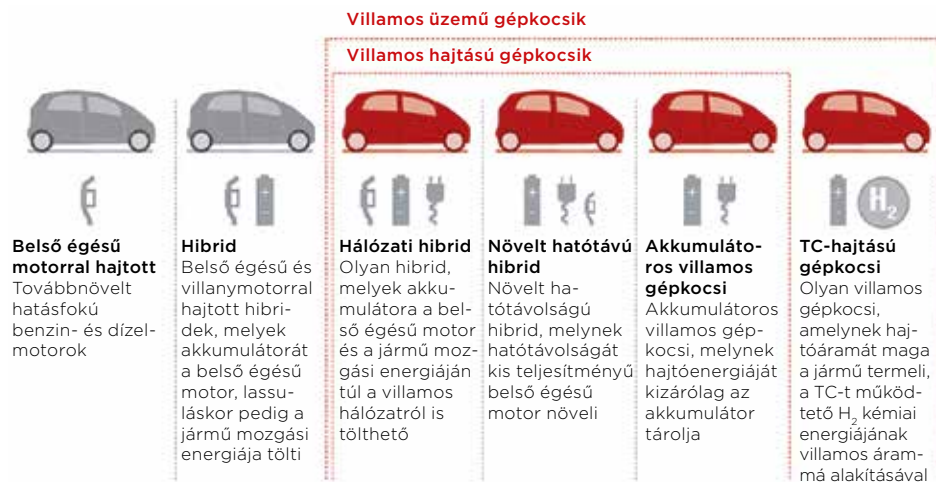 Villamos üzemű gépkocsik
Villamos hajtású gépkocsik
H2
Belső égésű
motorral hajtott
Továbbnövelt
hatásfokú
benzin- és dízel-
motorok
Hibrid
Belső égésű és
villanymotorral
hajtott hibri-
dek, melyek
akkumulátorát
a belső égésű
motor, lassu-
láskor pedig a
jármű mozgási
energiája tölti
Hálózati hibrid
Olyan hibrid,
melyek akku-
mulátora a bel-
ső égésű motor
és a jármű moz-
gási energiáján
túl a villamos
hálózatról is
tölthető
Növelt hatótávú
hibrid
Növelt ha-
tótávolságú
hibrid, melynek
hatótávolságát
kis teljesítményű
belső égésű
motor növeli
Akkumuláto-
ros villamos
gépkocsi
Akkumulátoros
villamos gép-
kocsi, melynek
hajtóenergiáját
kizárólag az
akkumulátor
tárolja
TC-hajtású
gépkocsi
Olyan villamos
gépkocsi,
amelynek haj-
tóáramát maga
a jármű termeli,
a TC-t működ-
tető H2 kémiai
energiájának
villamos áram-
má alakításával